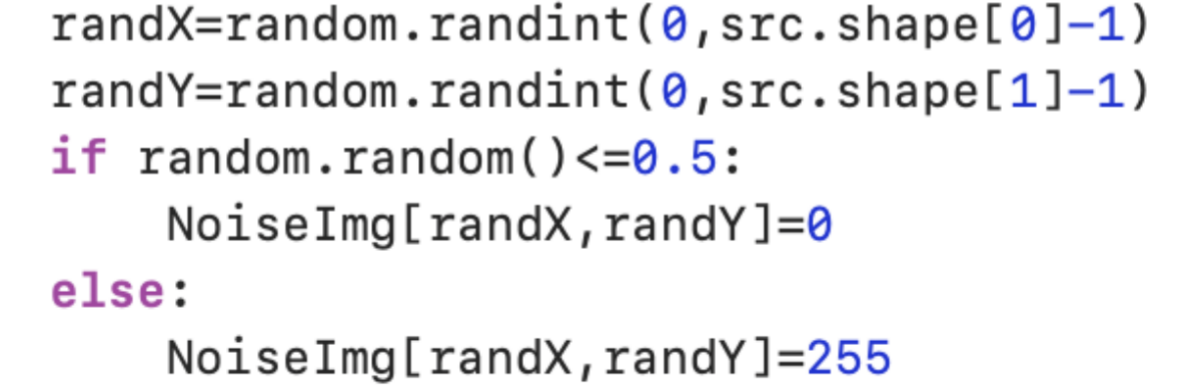 randX=random.randint(0,src.shape[0]-1)
randY=random.randint(0,src.shape[1]-1)
if random.random()<=0.5:
    NoiseImg[randX,randY]=0
else:
    NoiseImg[randX,randY]=255